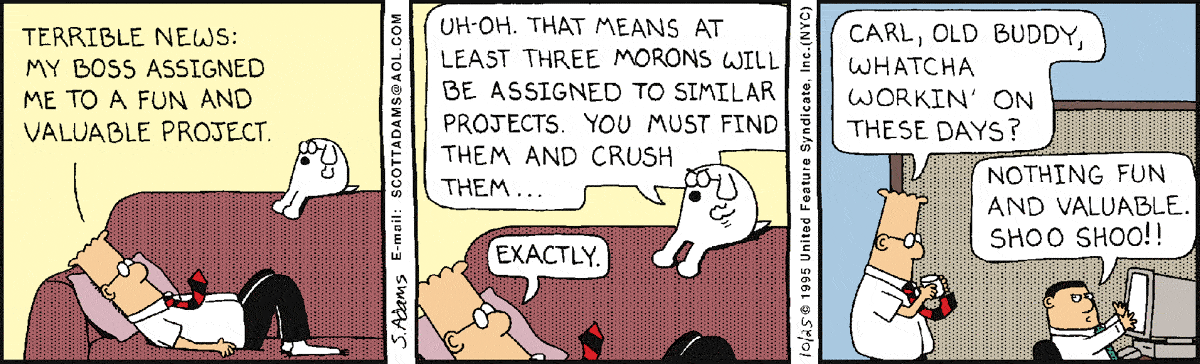 TERRIBLE NEWS:
MY BOSS ASSIGNED
ME TO A FUN AND
VALUABLE PROJECT.
S.Adams E-mail: SCOTTADAMS@AOL.COM
UH-OH. THAT MEANS AT
LEAST THREE MORONS WILL
BE ASSIGNED TO SIMILAR
PROJECTS. YOU MUST FIND
THEM AND CRUSH
THEM...
EXACTLY.
10/25 © 1995 United Feature Syndicate, Inc.(NYC)
CARL, OLD BUDDY,
WHATCHA
WORKIN' ON
THESE DAYS?
NOTHING FUN
AND VALUABLE.
SHOO SHOO!!